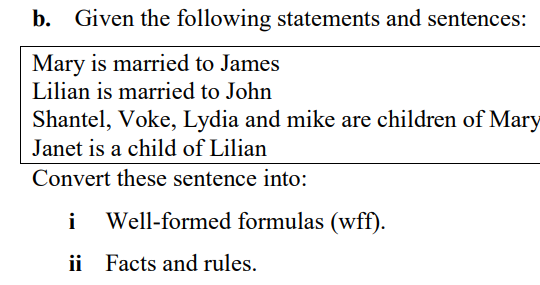 b. Given the following statements and sentences:
Mary is married to James
Lilian is married to John
Shantel, Voke, Lydia and mike are children of Mary
Janet is a child of Lilian
Convert these sentence into:
i Well-formed formulas (wff).
ii Facts and rules.